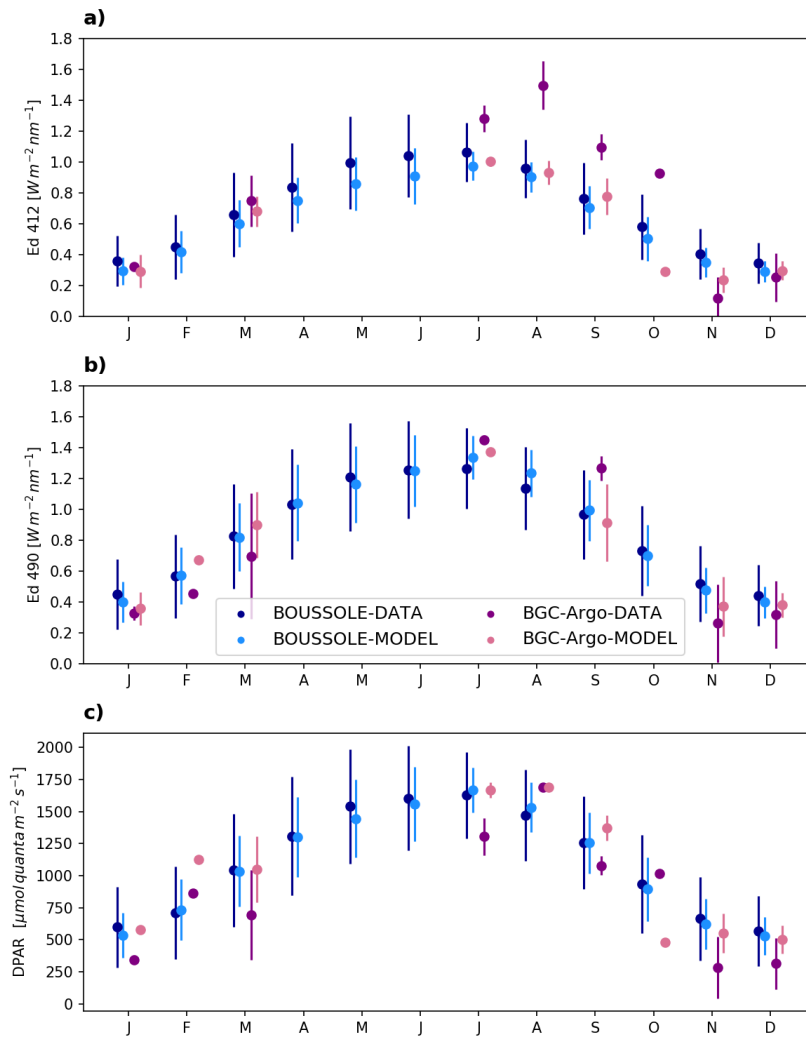 a)
Ed 412 [W m⁻² nm⁻¹]
1.8
1.6
1.4
1.2
1.0
0.8
0.6
0.4
0.2
0.0
J F M A M J J A S O N D
b)
Ed 490 [W m⁻² nm⁻¹]
1.8
1.6
1.4
1.2
1.0
0.8
0.6
0.4
0.2
0.0
BOUSSOLE-DATA BGC-Argo-DATA
BOUSSOLE-MODEL BGC-Argo-MODEL
J F M A M J J A S O N D
c)
DPAR [μmol quanta m⁻² s⁻¹]
2000
1750
1500
1250
1000
750
500
250
0
J F M A M J J A S O N D